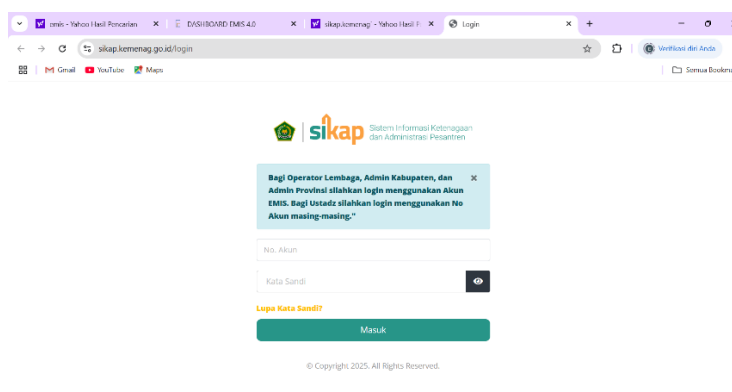 emis - Yahoo Hasil Pencarian
DASHBOARD EMIS 4.0
sikap.kemenag' - Yahoo Hasil P
Login
sikap.kemenag.go.id/login
Verifikasi diri Anda
Gmail
YouTube
Maps
Semua Bookma
sikap
Sistem Informasi Ketenagaan
dan Administrasi Pesantren
Bagi Operator Lembaga, Admin Kabupaten, dan
Admin Provinsi silahkan login menggunakan Akun
EMIS. Bagi Ustadz silahkan login menggunakan No
Akun masing-masing."
No. Akun
Kata Sandi
Lupa Kata Sandi?
Masuk
© Copyright 2025. All Rights Reserved.